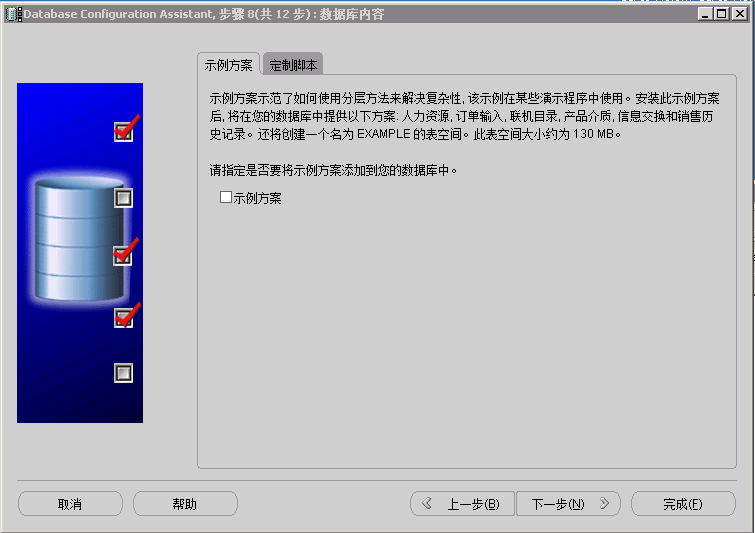 Database Configuration Assistant, 步骤 8(共 12 步) : 数据库内容
示例方案 定制脚本
示例方案示范了如何使用分层方法来解决复杂性, 该示例在某些演示程序中使用。安装此示例方案
后, 将在您的数据库中提供以下方案: 人力资源, 订单输入, 联机目录, 产品介质, 信息交换和销售历
史记录。还将创建一个名为 EXAMPLE 的表空间。此表空间大小约为 130 MB。
请指定是否要将示例方案添加到您的数据库中。
示例方案
取消 帮助 上一步(B) 下一步(N) 完成(F)